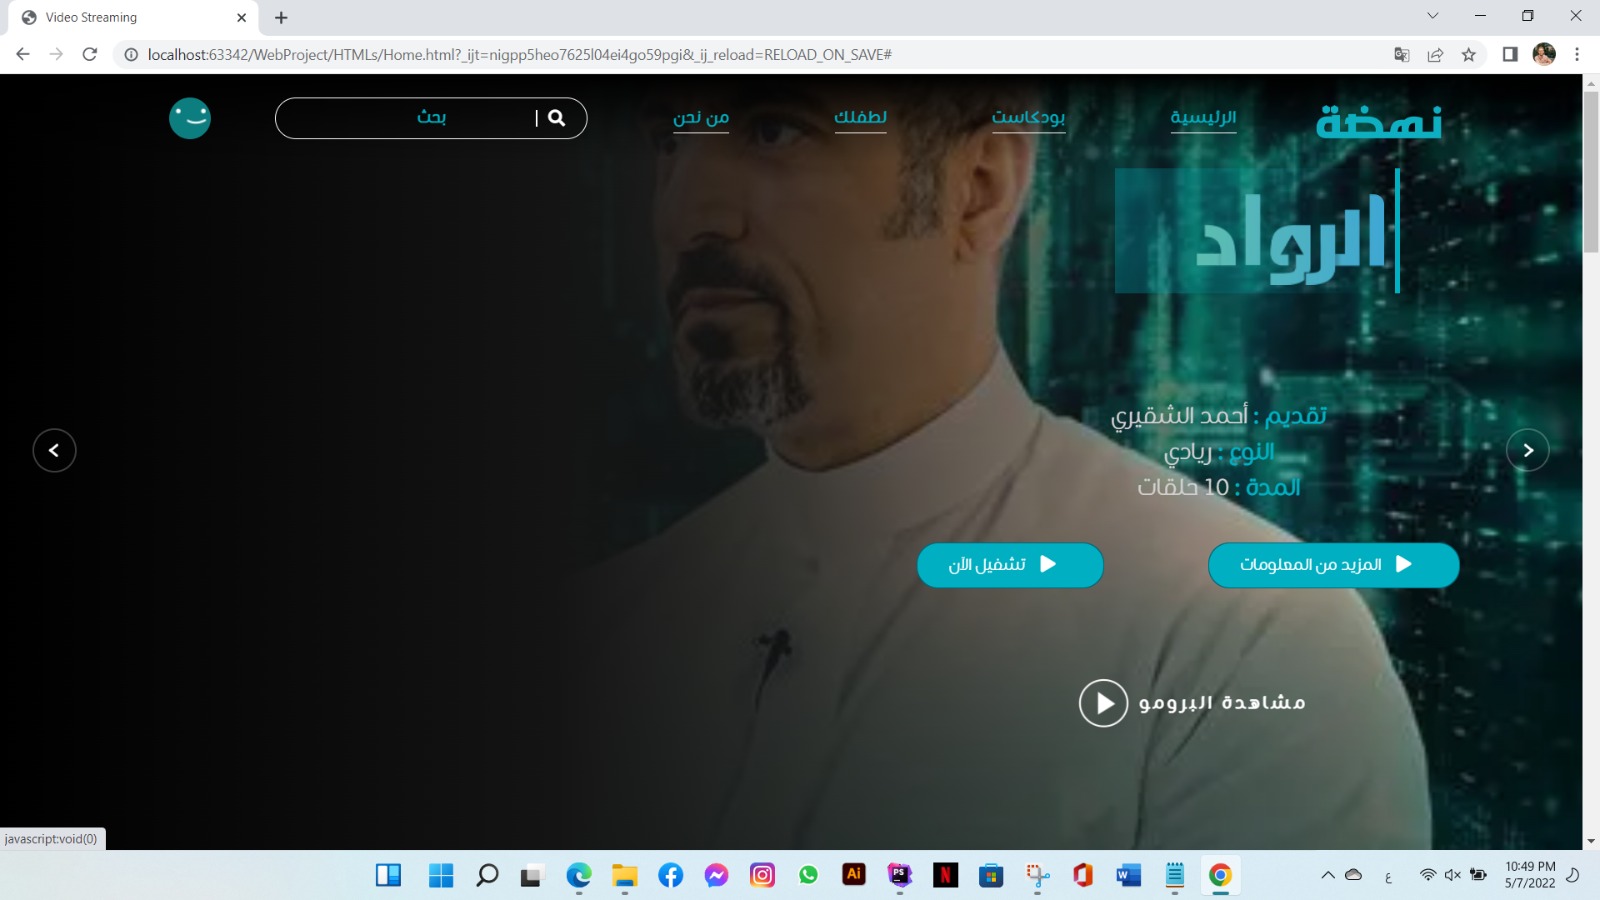 Video Streaming
localhost:63342/WebProject/HTMLs/Home.html?_ijt=nigpp5heo7625l04ei4go59pgi&_ij_reload=RELOAD_ON_SAVE#
نهضة
الرئيسية
بودكاست
لطفلك
من نحن
| بحث
الرواد
تقديم : أحمد الشقيري
النوع : ريادي
المدة : 10 حلقات
المزيد من المعلومات
تشغيل الآن
مشاهدة البرومو
javascript:void(0)
Ai
PS
N
W
ع
10:49 PM
5/7/2022